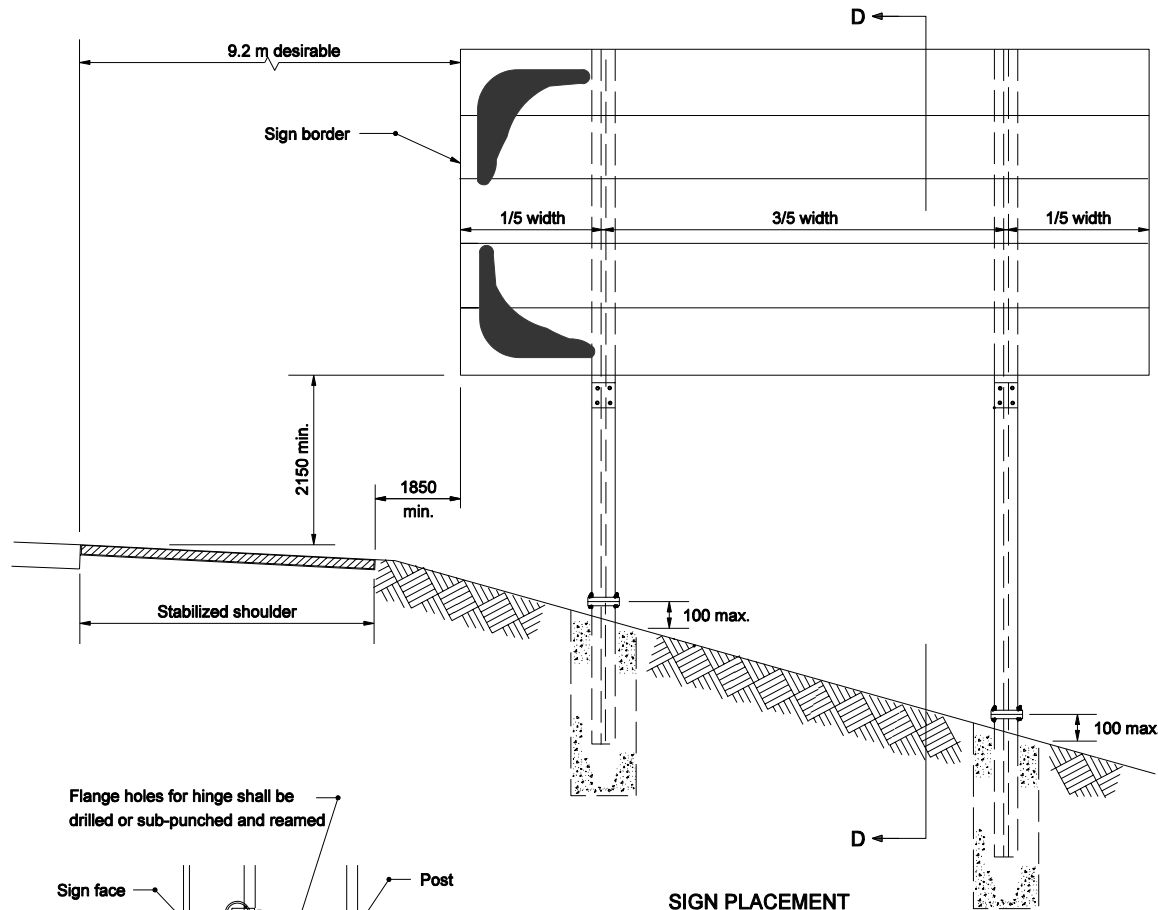 D
9.2 m desirable
Sign border
1/5 width
3/5 width
1/5 width
2150 min.
1850
min.
Stabilized shoulder
100 max.
100 max
Flange holes for hinge shall be
drilled or sub-punched and reamed
D
Sign face
Post
SIGN PLACEMENT